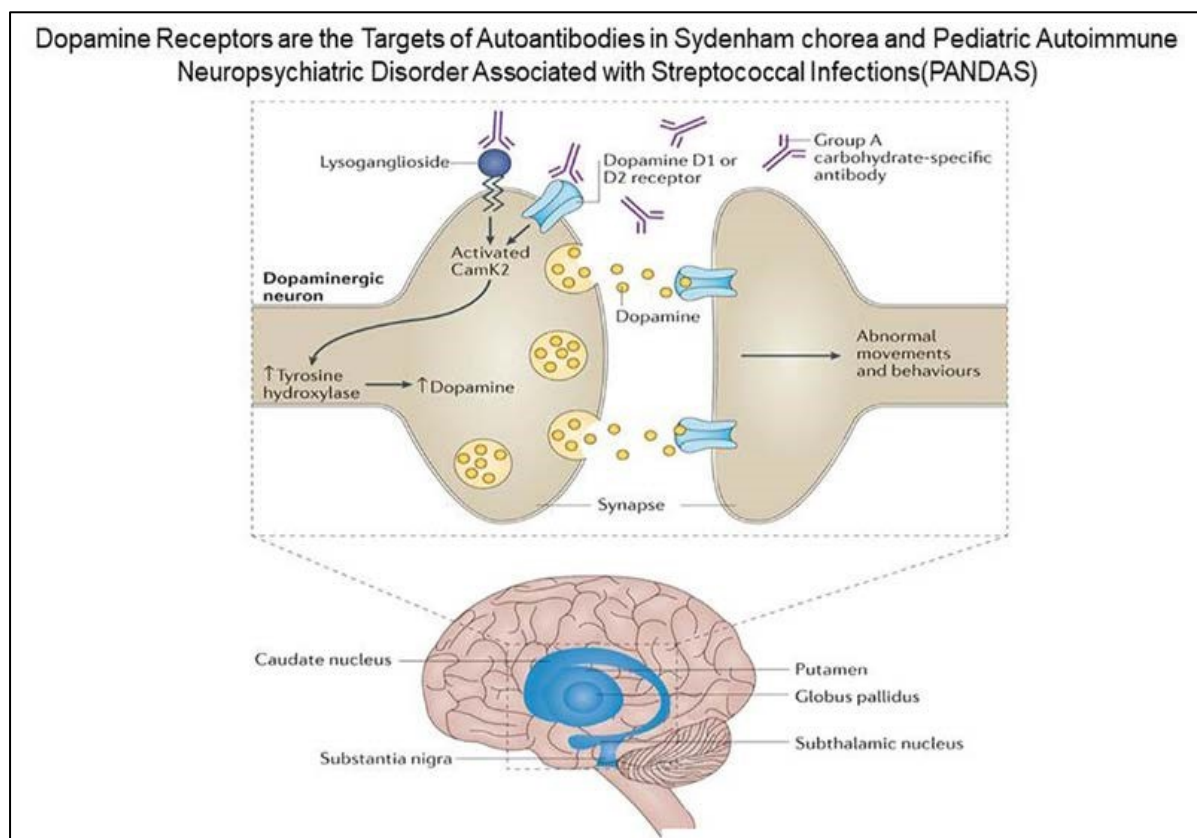 Dopamine Receptors are the Targets of Autoantibodies in Sydenham chorea and Pediatric Autoimmune
Neuropsychiatric Disorder Associated with Streptococcal Infections(PANDAS)
Lysoganglioside
Dopamine D1 or
D2 receptor
Group A
carbohydrate-specific
antibody
Activated
CamK2
Dopaminergic
neuron
Dopamine
Abnormal
movements
and behaviours
↑Tyrosine
hydroxylase
↑Dopamine
Synapse
Caudate nucleus
Putamen
Globus pallidus
Subthalamic nucleus
Substantia nigra